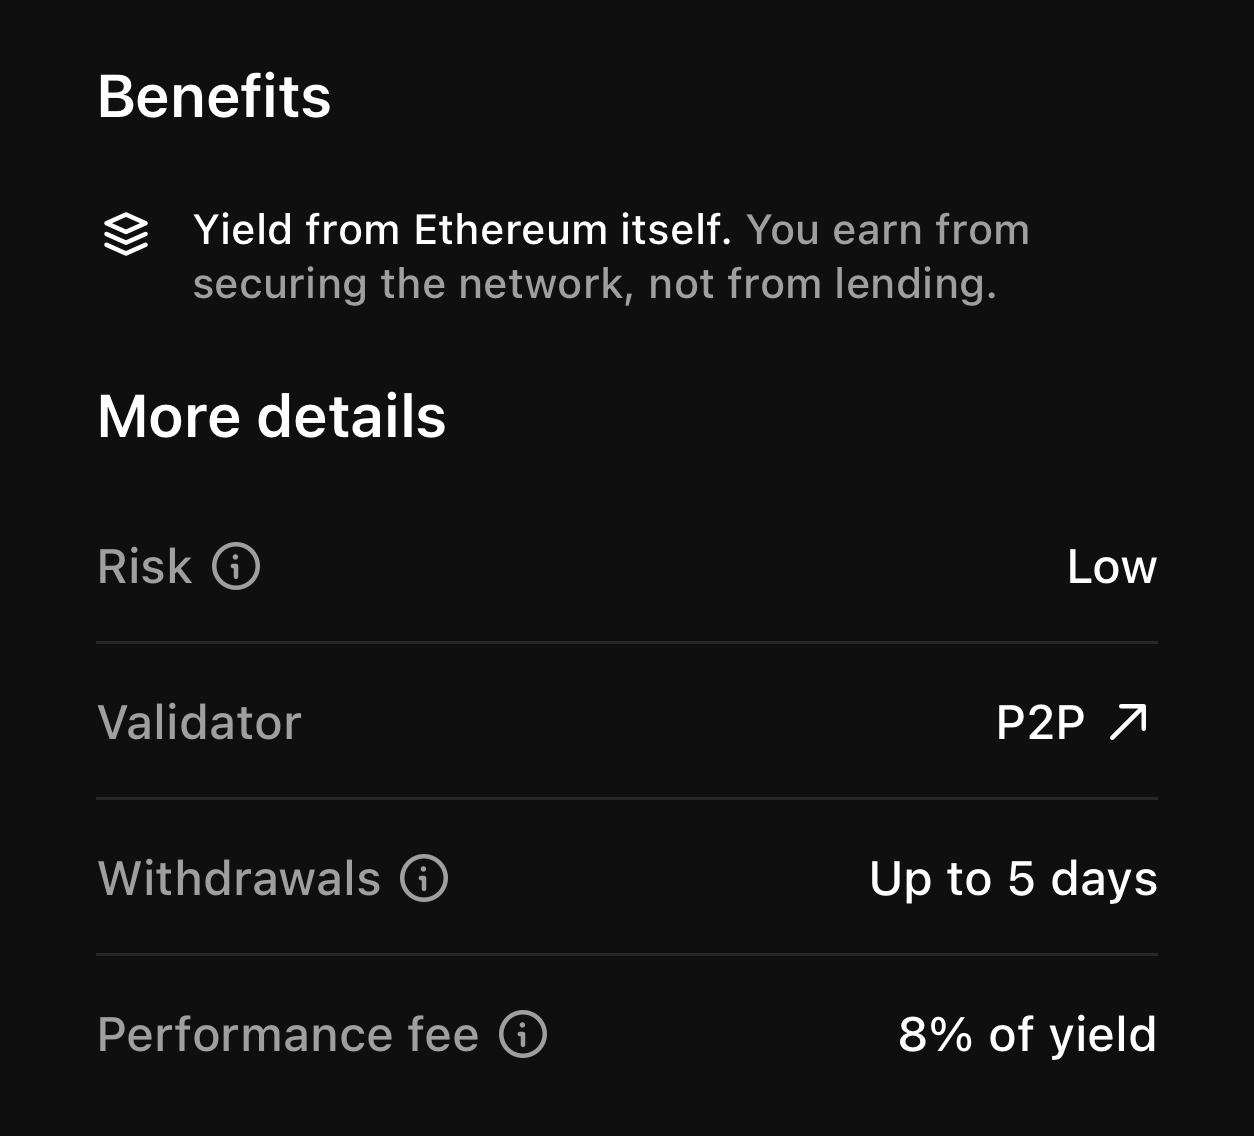 Benefits
Yield from Ethereum itself. You earn from
securing the network, not from lending.
More details
Risk
Low
Validator
P2P
Withdrawals
Up to 5 days
Performance fee
8% of yield